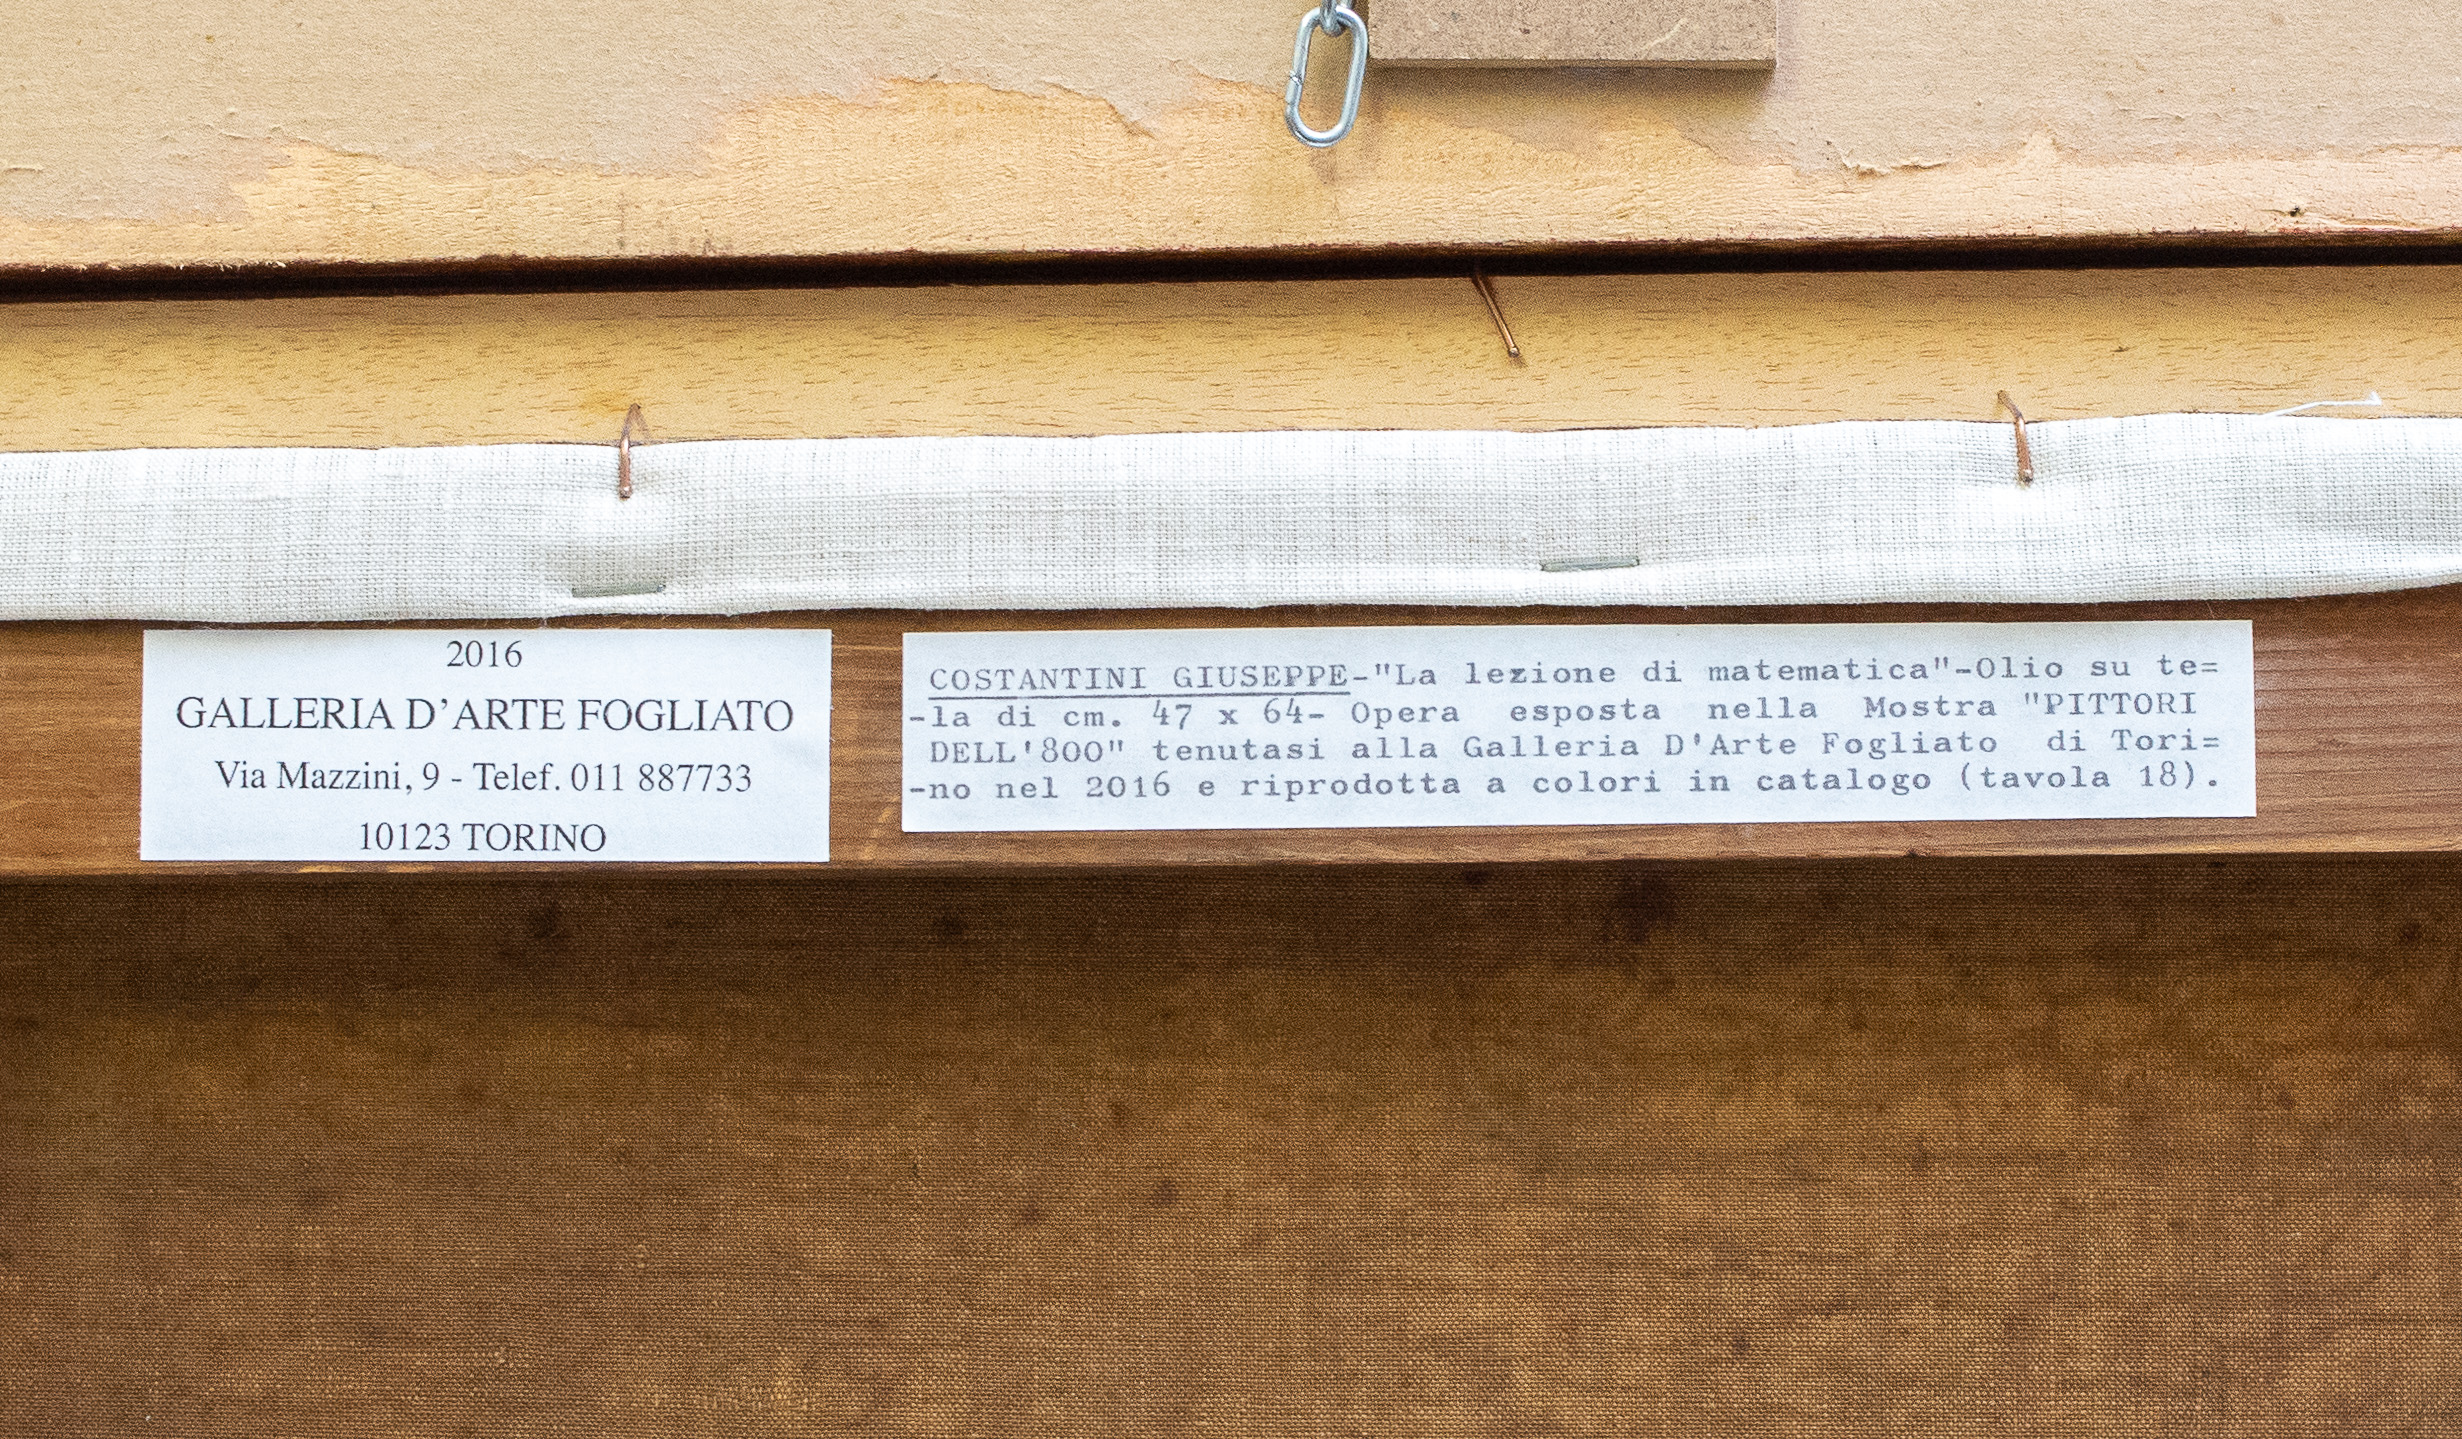 2016
GALLERIA D'ARTE FOGLIATO
Via Mazzini, 9 - Telef. 011 887733
10123 TORINO
COSTANTINI GIUSEPPE-"La lezione di matematica"-Olio su te=
-la di cm. 47 x 64- Opera esposta nella Mostra "PITTORI
DELL'800" tenutasi alla Galleria D'Arte Fogliato di Tori=
-no nel 2016 e riprodotta a colori in catalogo (tavola 18).